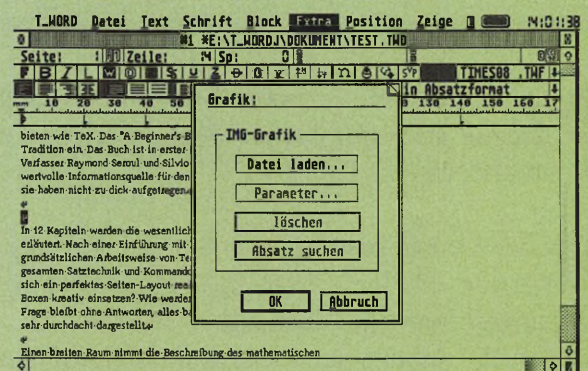 T_WORD Datei Text Schrift Block Extra Position Zeige
#1 *E:\T_WORDJ\DOKUMENT\TEST.TWD
Seite: 1 Zeile: 14 Sp: 0
F B I L W O S U Z TIMES08 .TWF
in Absatzformat
mm 10 20 30 40 50 130 140 150 160 17
Grafik:
IMG-Grafik
Datei laden...
Parameter...
löschen
Absatz suchen
OK Abbruch
bieten wie TeX. Das "A Beginner's B
Tradition ein. Das Buch ist in erster
Verfasser Raymond Seroul und Silvio
wertvolle Informationsquelle für den
sie haben nicht zu dick aufgetragen.
In 12 Kapiteln werden die wesentlich
erläutert. Nach einer Einführung mit
grundsätzlichen Arbeitsweise von Te
gesamten Satztechnik und Kommando
sich ein perfektes Seiten-Layout rea
Boxen kreativ einsetzen? Wie werden
Frage bleibt ohne Antworten, alles
sehr durchdacht dargestellt.
Einen breiten Raum nimmt die Beschreibung des mathematischen